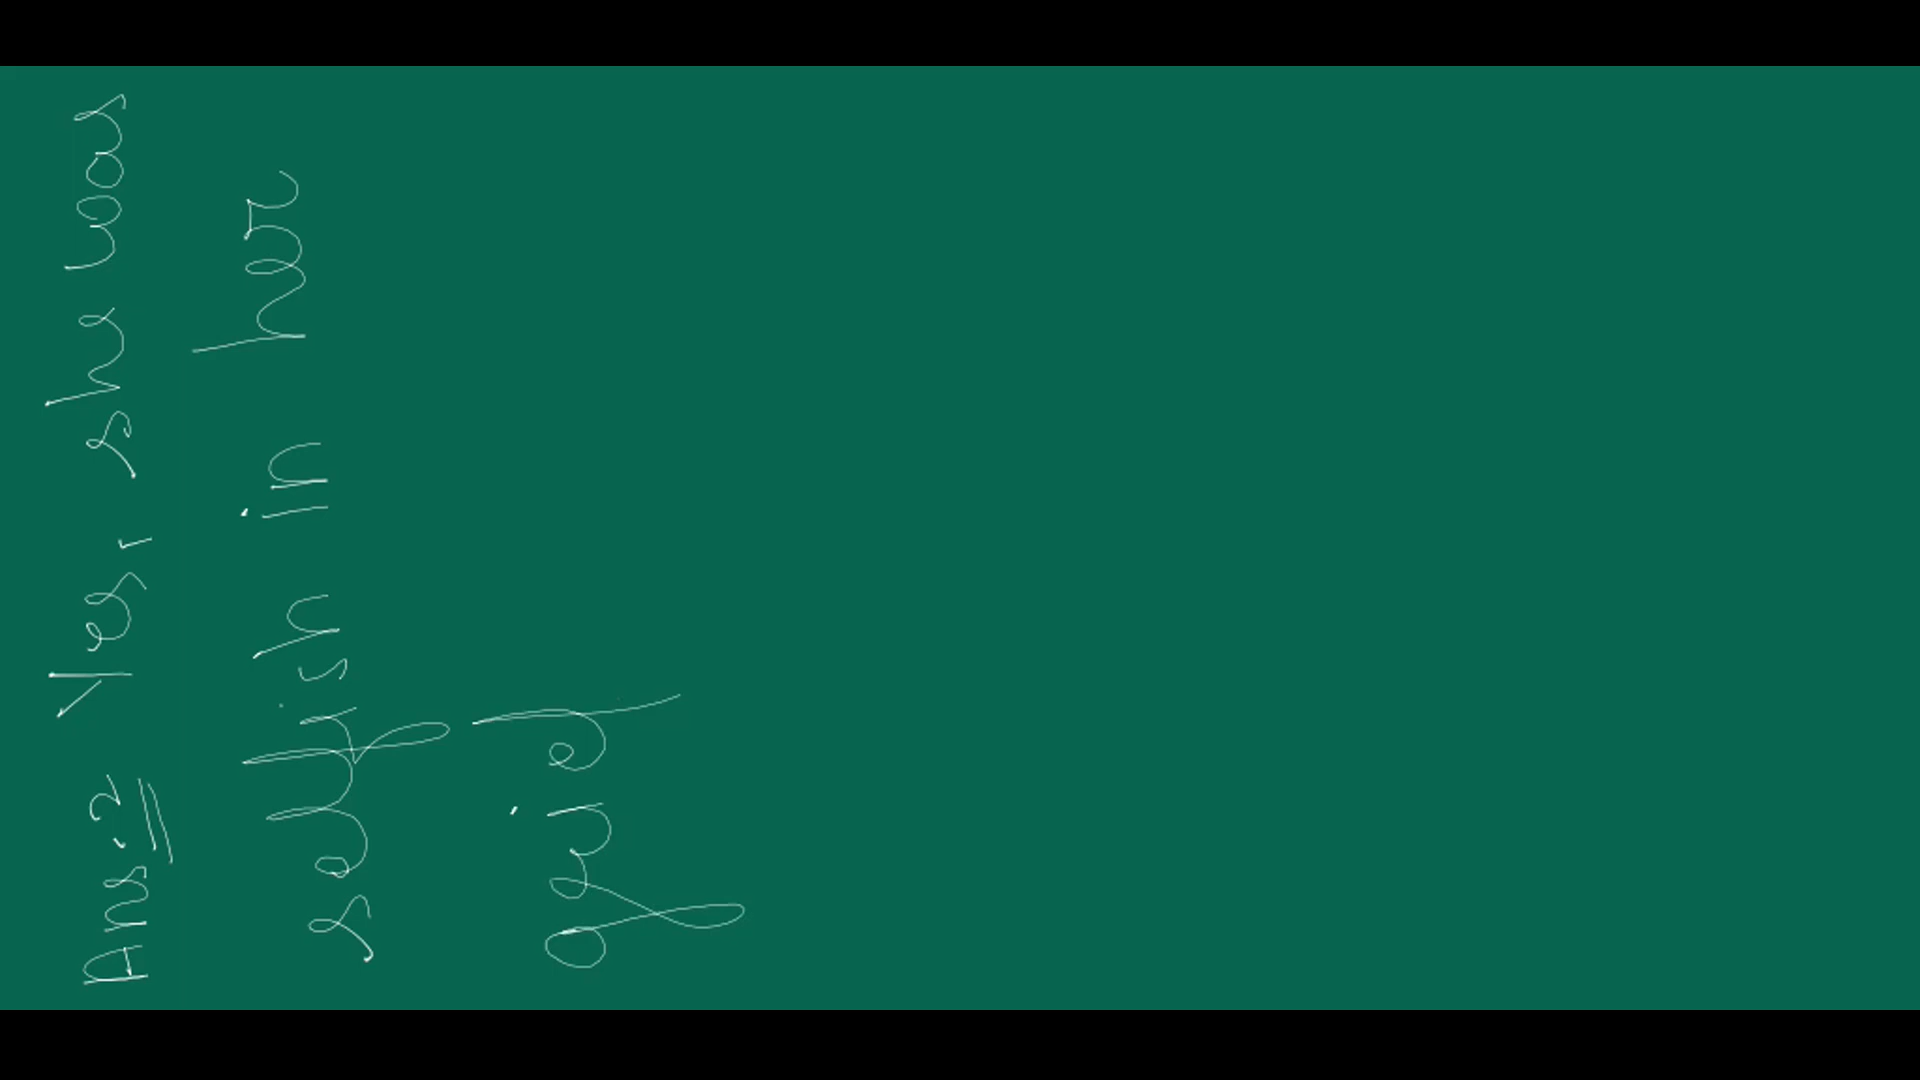 Ans.2 Yes, she was
selfish in her
grief